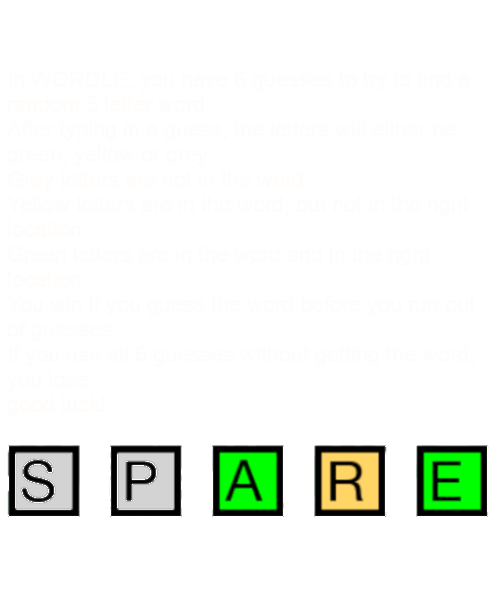 In WORDLE, you have 6 guesses to try to find a
random 5 letter word
After typing in a guess, the letters will either be
green, yellow or grey
Grey letters are not in the word
Yellow letters are in the word, but not in the right
location
Green letters are in the word and in the right
location
You win if you guess the word before you run out
of guesses
If you use all 6 guesses without getting the word,
you lose
good luck!
S P A R E